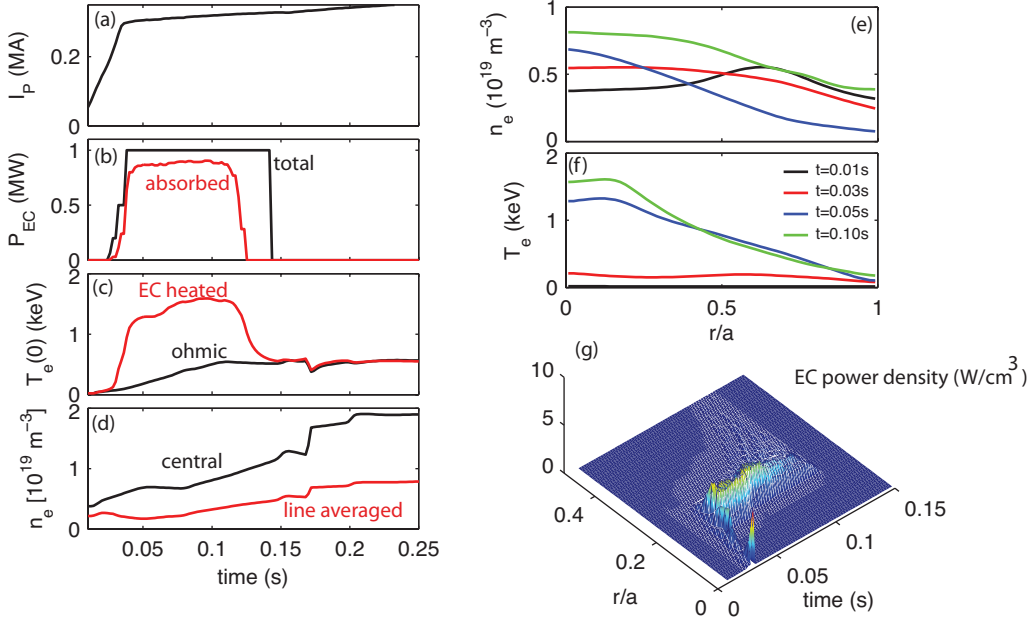 (a)
I_P (MA)
0.2
0
(b)
P_EC (MW)
1
0.5
0
total
absorbed
(c)
T_e(0) (keV)
2
1
0
EC heated
ohmic
(d)
n_e [10^19 m^-3]
2
1
0
central
line averaged
0.05 0.1 0.15 0.2 0.25
time (s)
(e)
n_e (10^19 m^-3)
1
0.5
0
(f)
T_e (keV)
2
1
0
t=0.01s
t=0.03s
t=0.05s
t=0.10s
0 0.5 1
r/a
(g)
EC power density (W/cm^3)
10
5
0
0.4
0.2
0
r/a
0
0.05
0.1
0.15
time (s)